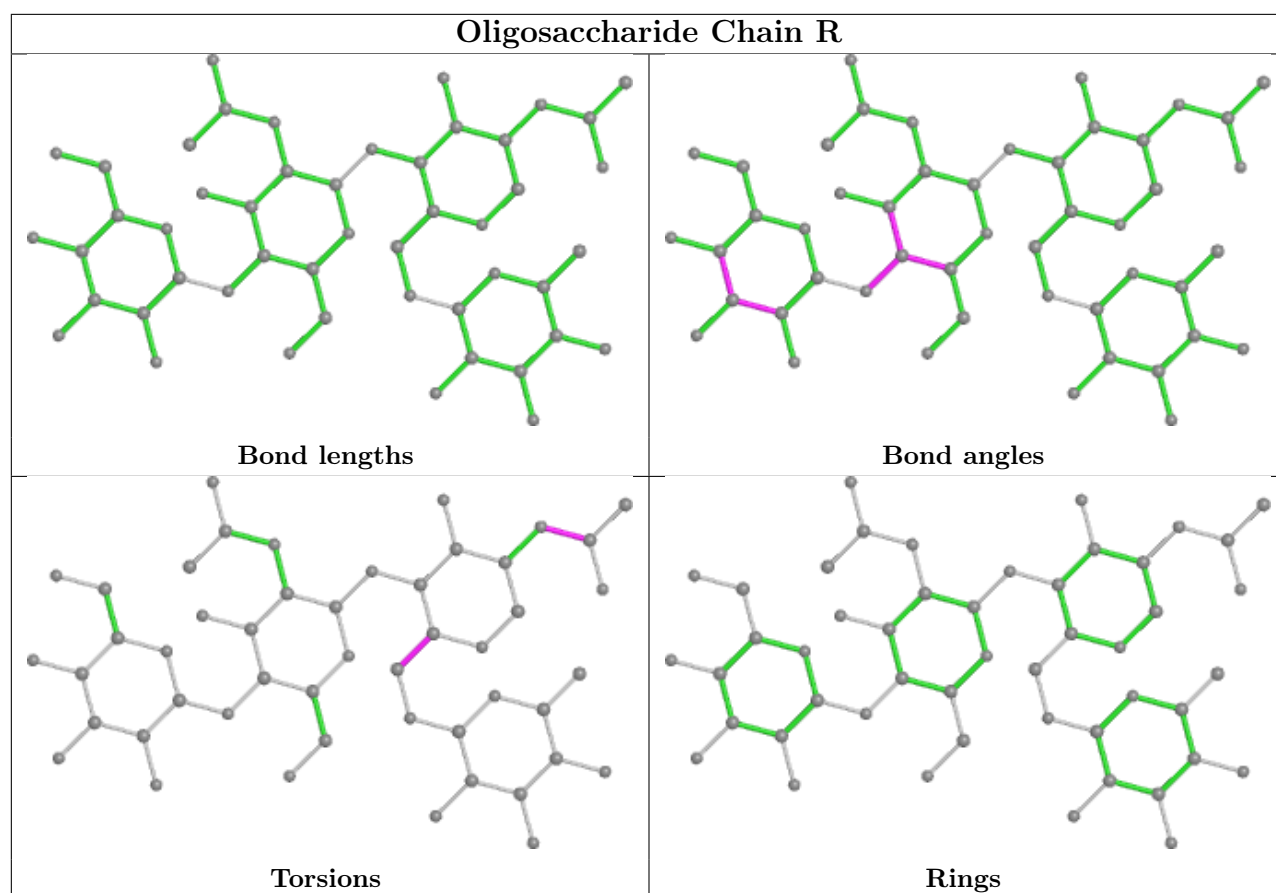 Oligosaccharide Chain R
Bond lengths
Bond angles
Torsions
Rings